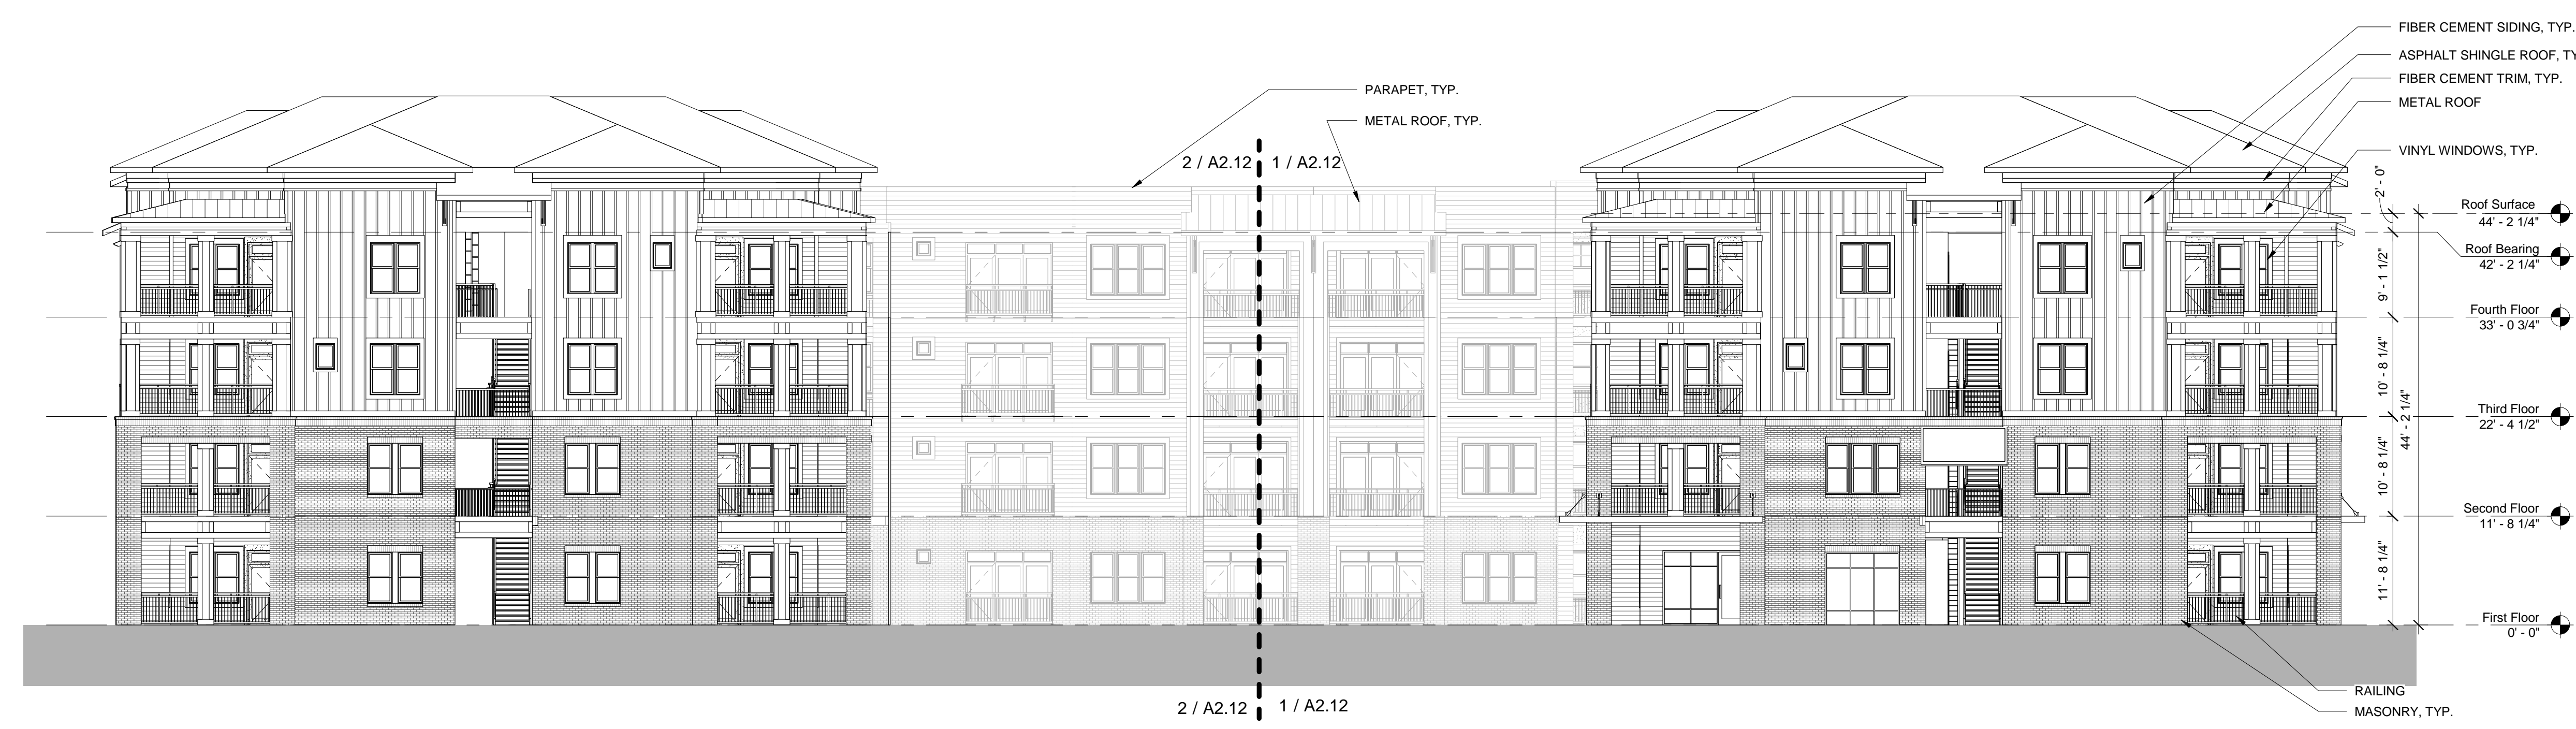 FIBER CEMENT SIDING, TYP.
ASPHALT SHINGLE ROOF, TY
FIBER CEMENT TRIM, TYP.
METAL ROOF
VINYL WINDOWS, TYP.
PARAPET, TYP.
METAL ROOF, TYP.
2 / A2.12
1 / A2.12
2' - 0"
Roof Surface
44' - 2 1/4"
Roof Bearing
42' - 2 1/4"
9' - 1 1/2"
Fourth Floor
33' - 0 3/4"
10' - 8 1/4"
44' - 2 1/4"
Third Floor
22' - 4 1/2"
10' - 8 1/4"
Second Floor
11' - 8 1/4"
11' - 8 1/4"
First Floor
0' - 0"
RAILING
MASONRY, TYP.
2 / A2.12
1 / A2.12